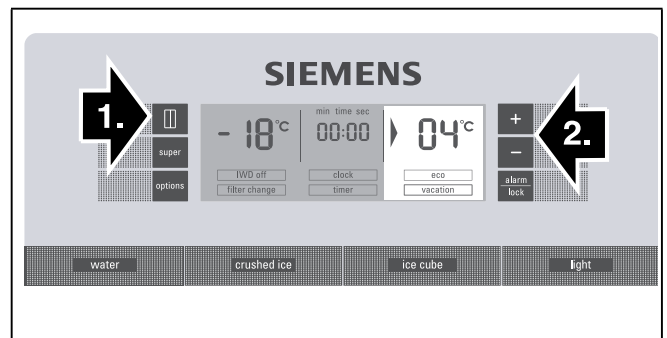 SIEMENS
1.
2.
super
options
- 18°C
min time sec
00:00
04°C
IWD off
clock
eco
filter change
timer
vacation
+
-
alarm
lock
water
crushed ice
ice cube
light